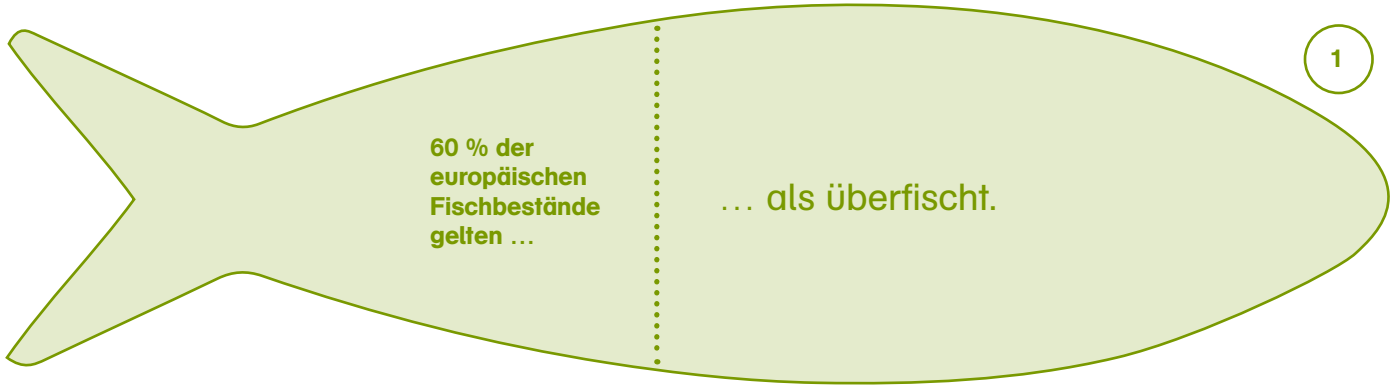 1
60 % der
europäischen
Fischbestände
gelten …
… als überfischt.